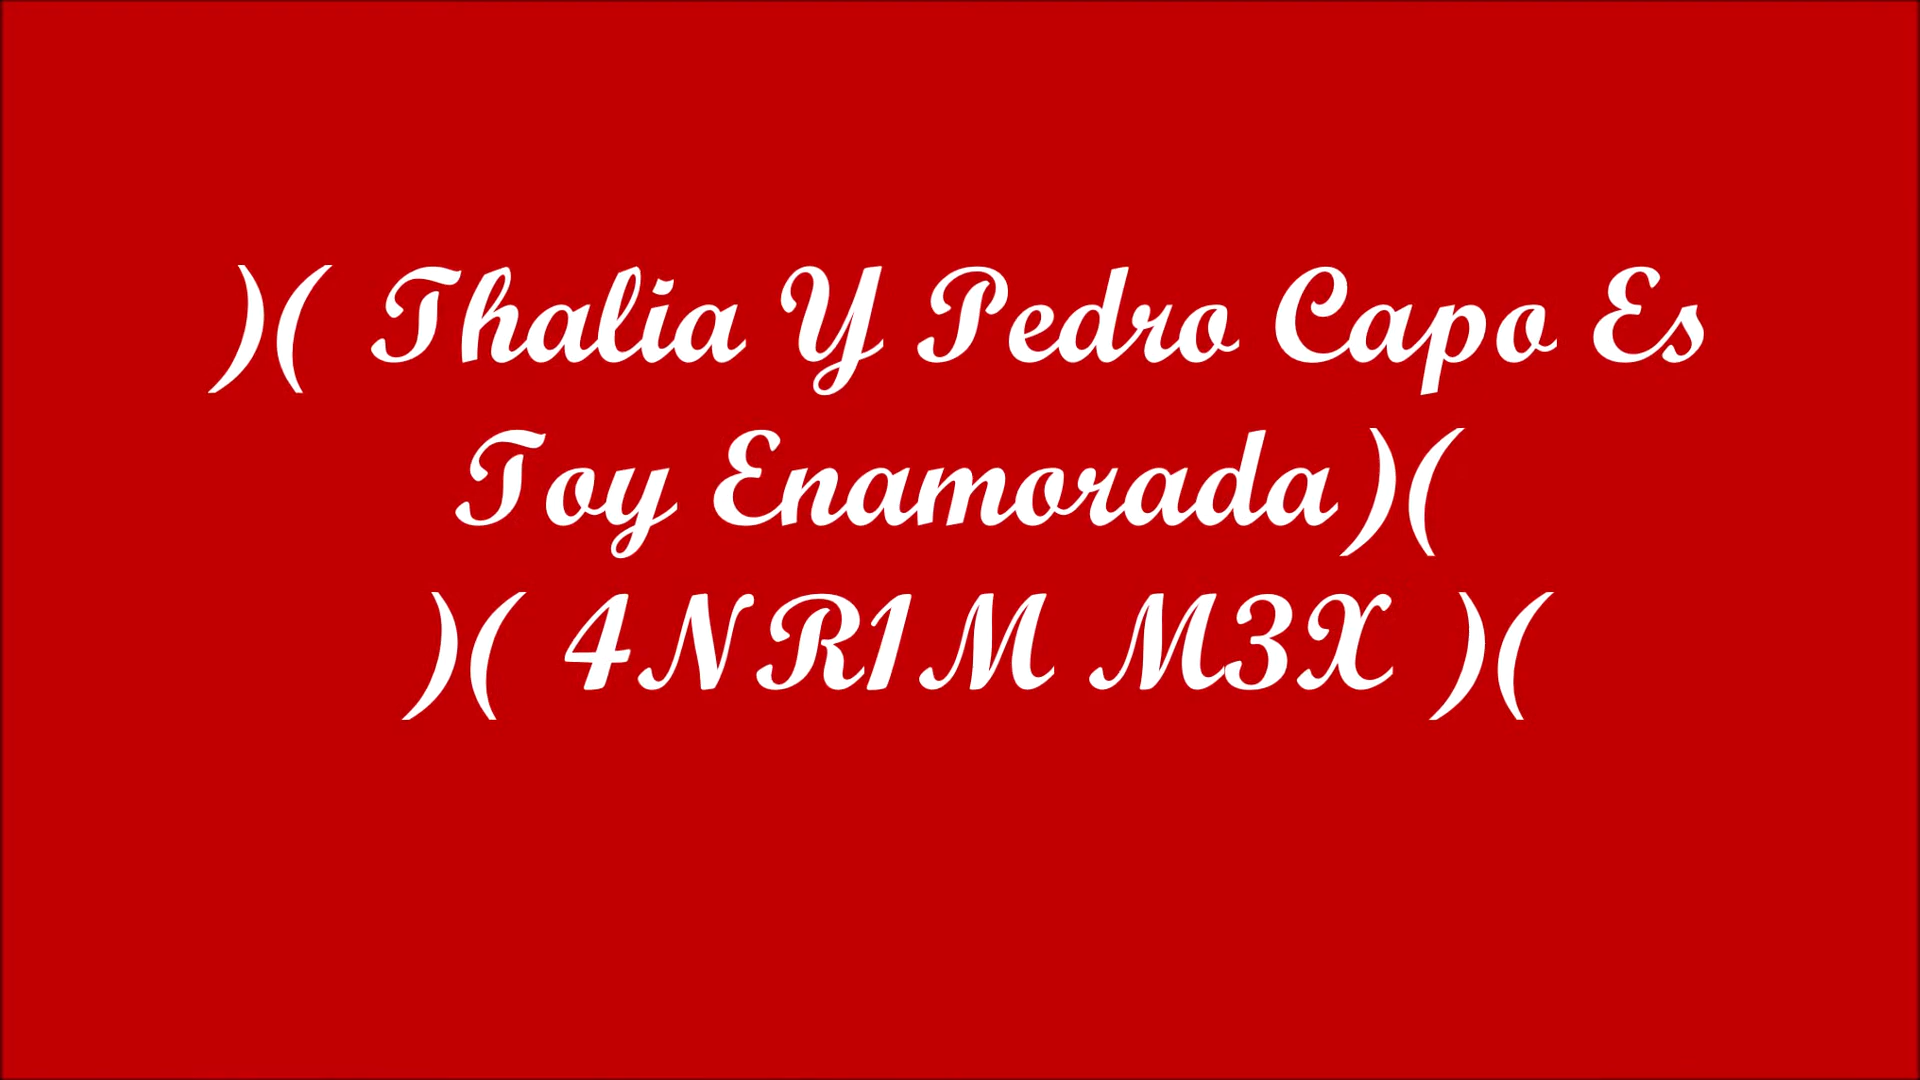 )( Thalia Y Pedro Capo Es
Toy Enamorada)(
)( 4NR1M M3X )(